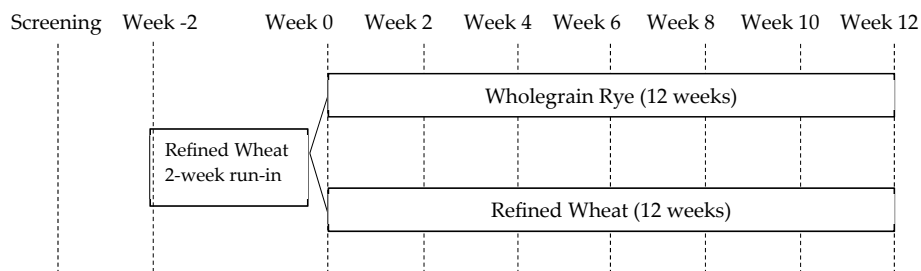 Screening Week -2 Week 0 Week 2 Week 4 Week 6 Week 8 Week 10 Week 12
Wholegrain Rye (12 weeks)
Refined Wheat
2-week run-in
Refined Wheat (12 weeks)